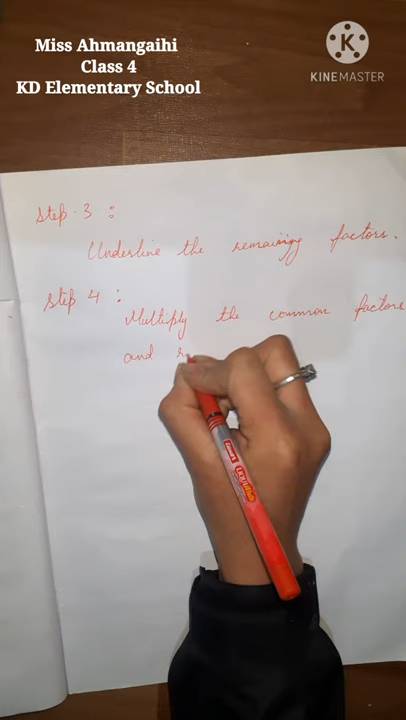 Miss Ahmangaihi
Class 4
KD Elementary School
KINEMASTER
Step-3 :
Underline the remaining factors.
Step 4 :
Multiply the common factors
and